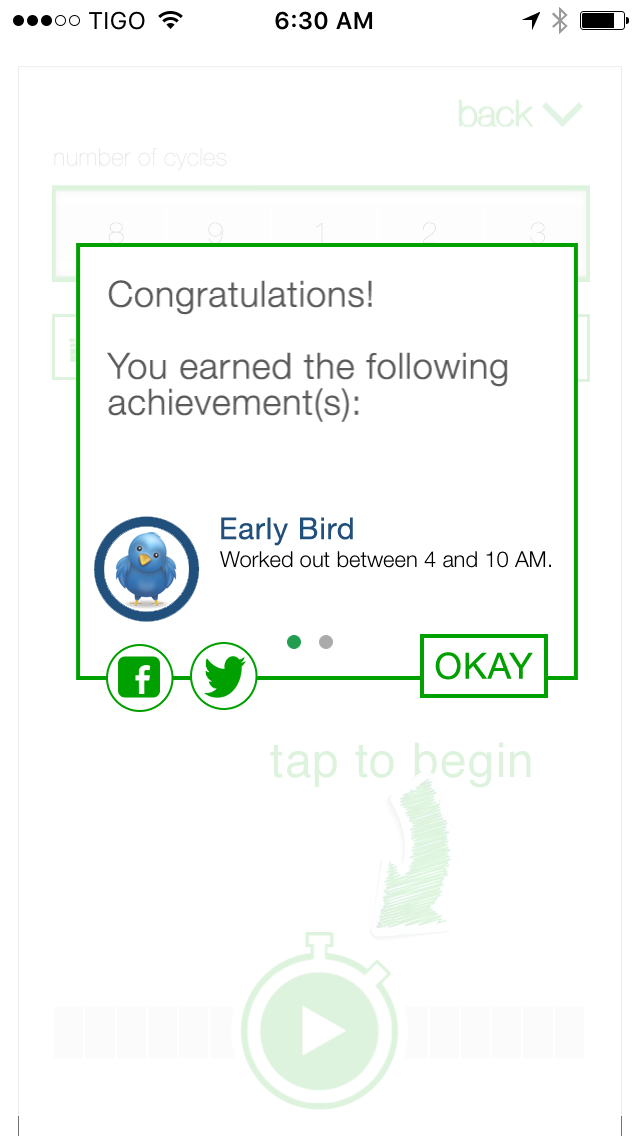 TIGO 6:30 AM
back
number of cycles
8 9 1 2 3
Congratulations!
You earned the following
achievement(s):
Early Bird
Worked out between 4 and 10 AM.
OKAY
tap to begin